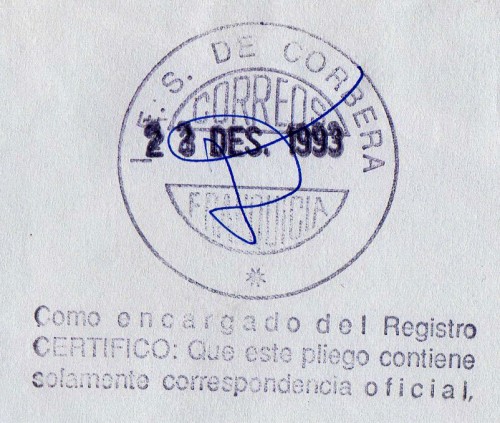 I. F. S. DE CORBERA
CORREOS
23 DES. 1993
FRANQUICIA
Como encargado del Registro
CERTIFICO: Que este pliego contiene
solamente correspondencia oficial,